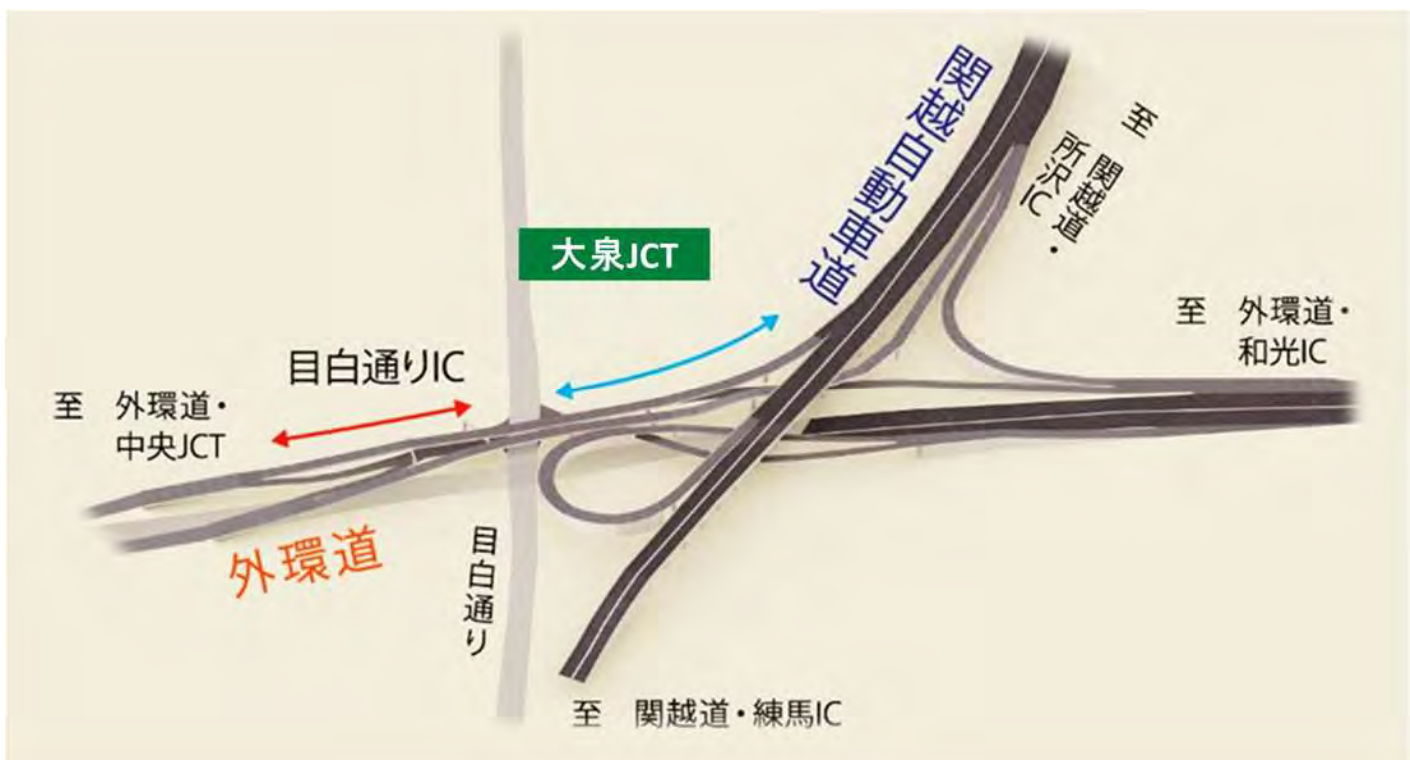 関越自動車道
至 関越道・
所沢IC
大泉JCT
至 外環道・
和光IC
目白通りIC
至 外環道・
中央JCT
外環道
目白通り
至 関越道・練馬IC